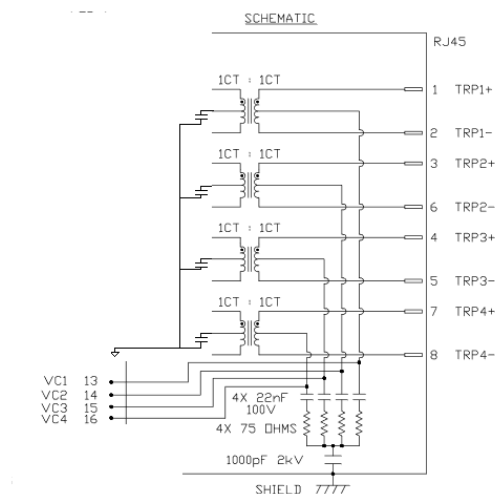 SCHEMATIC
RJ45
1CT : 1CT
1 TRP1+
2 TRP1-
1CT : 1CT
3 TRP2+
6 TRP2-
1CT : 1CT
4 TRP3+
5 TRP3-
1CT : 1CT
7 TRP4+
8 TRP4-
VC1 13
VC2 14
VC3 15
VC4 16
4X 22nF
100V
4X 75 OHMS
1000pF 2kV
SHIELD